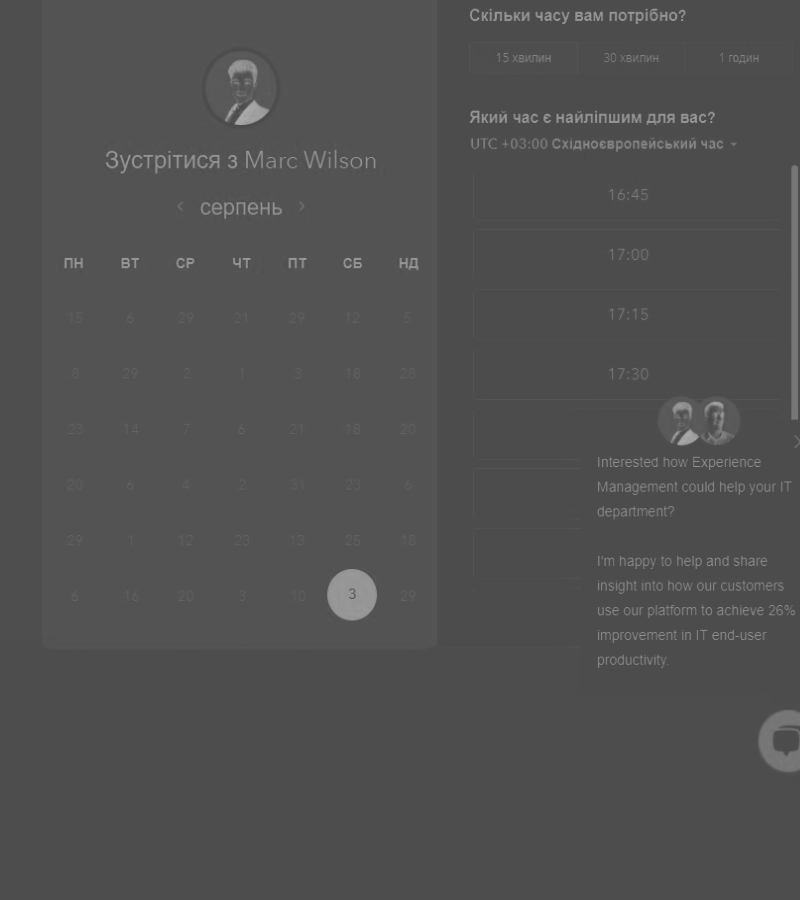 Скільки часу вам потрібно?
15 хвилин 30 хвилин 1 годин
Який час є найліпшим для вас?
UTC +03:00 Східноєвропейський час
16:45
17:00
17:15
17:30
Зустрітися з Marc Wilson
серпень
ПН ВТ СР ЧТ ПТ СБ НД
15 6 29 21 29 12 5
8 29 2 1 3 18 28
23 14 7 6 21 18 20
20 6 4 2 31 23 6
29 1 12 23 13 25 18
6 16 20 3 10 3 29
Interested how Experience
Management could help your IT
department?
I'm happy to help and share
insight into how our customers
use our platform to achieve 26%
improvement in IT end-user
productivity.